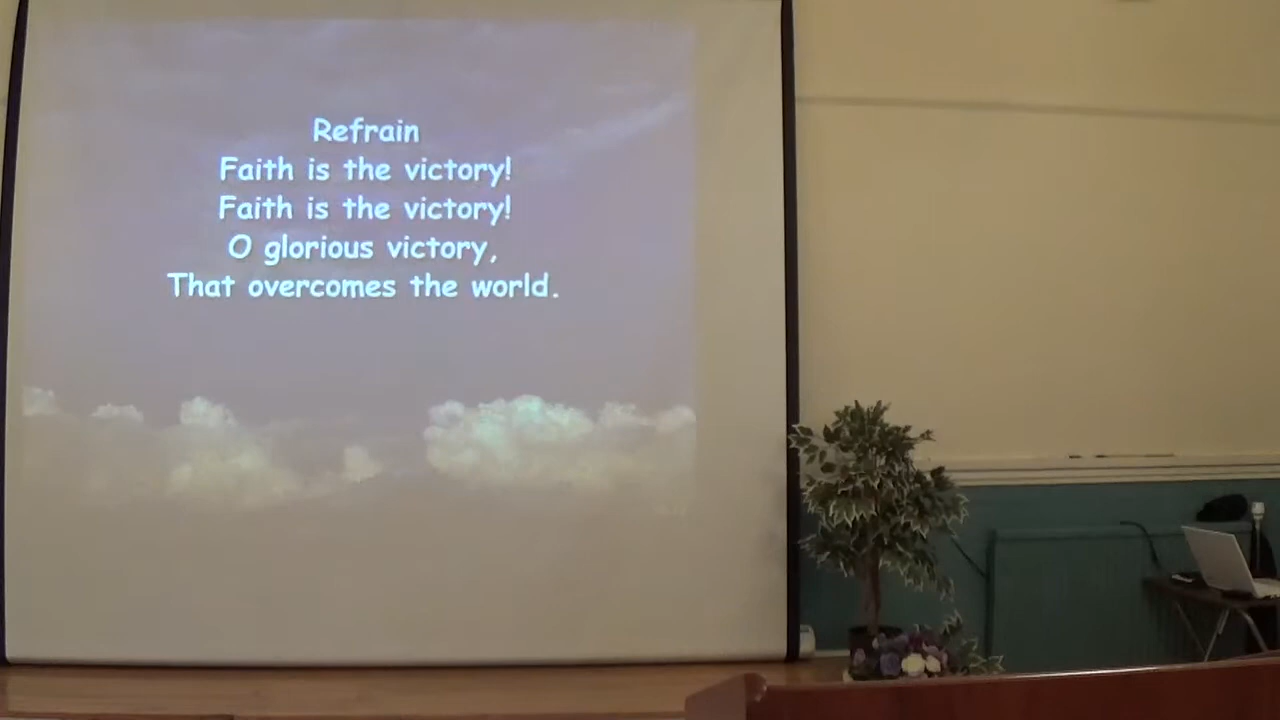 Refrain
Faith is the victory!
Faith is the victory!
O glorious victory,
That overcomes the world.